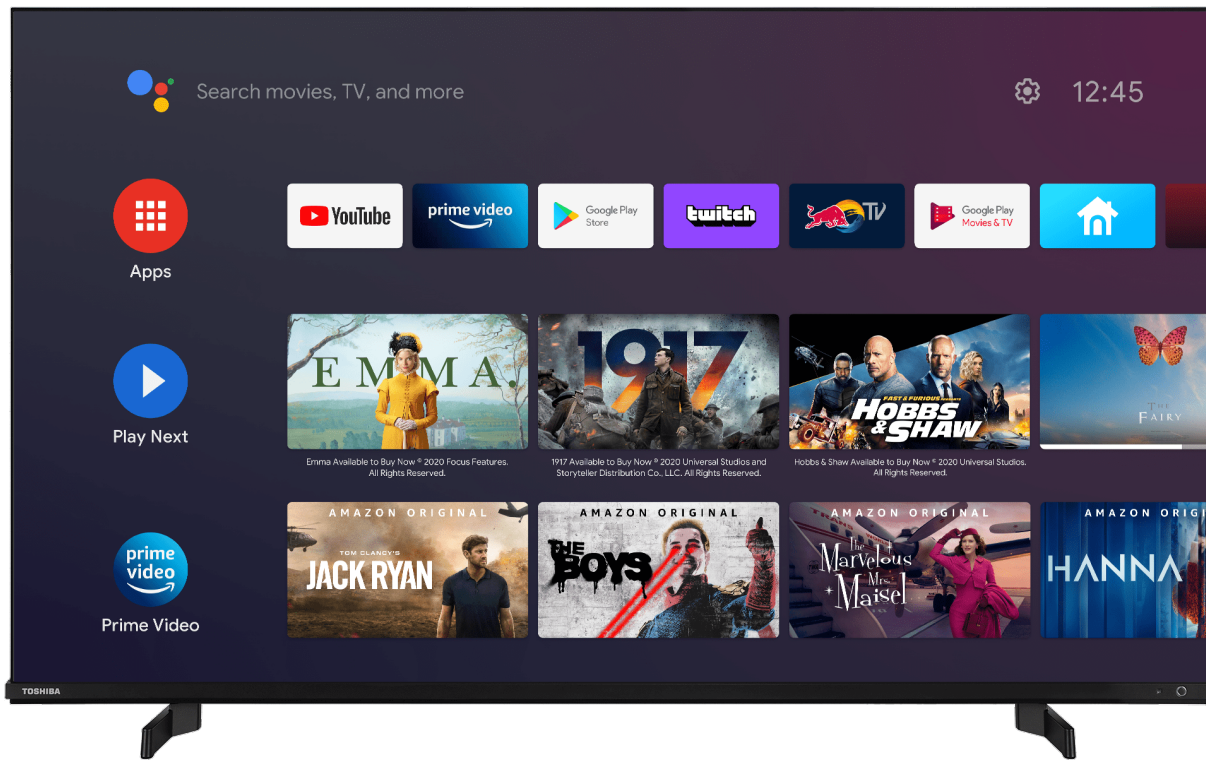 Search movies, TV, and more
12:45
Apps
YouTube
prime video
Google Play
Store
twitch
TV
Google Play
Movies & TV
Play Next
EMMA.
1917
FAST & FURIOUS PRESENTS
HOBBS
& SHAW
THE
FAIRY
Emma Available to Buy Now © 2020 Focus Features.
All Rights Reserved.
1917 Available to Buy Now © 2020 Universal Studios and
Storyteller Distribution Co., LLC. All Rights Reserved.
Hobbs & Shaw Available to Buy Now © 2020 Universal Studios.
All Rights Reserved.
prime
video
Prime Video
AMAZON ORIGINAL
TOM CLANCY'S
JACK RYAN
AMAZON ORIGINAL
THE
BOYS
AMAZON ORIGINAL
The
Marvelous
Mrs.
Maisel
AMAZON ORIGI
HANNA
TOSHIBA